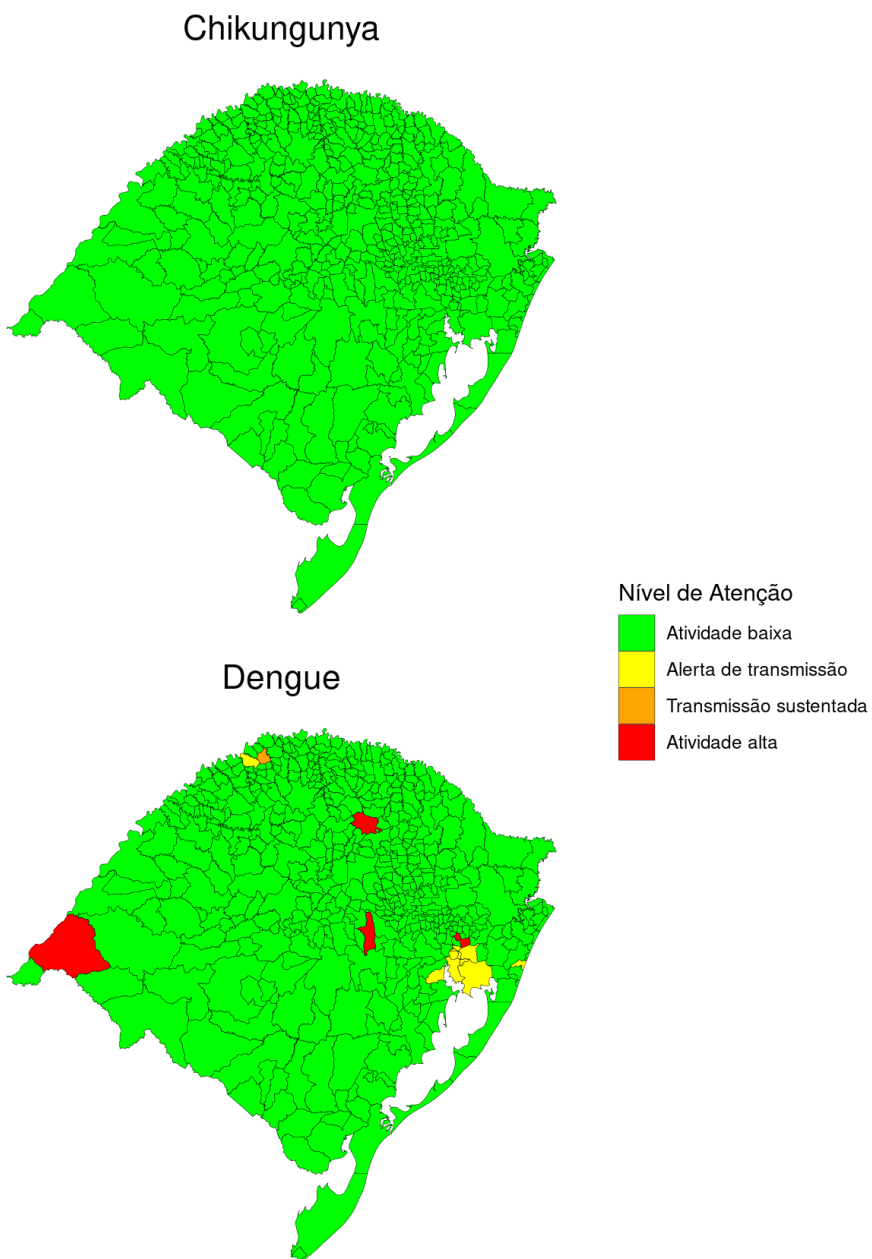 Chikungunya
Nível de Atenção
Atividade baixa
Alerta de transmissão
Transmissão sustentada
Atividade alta
Dengue